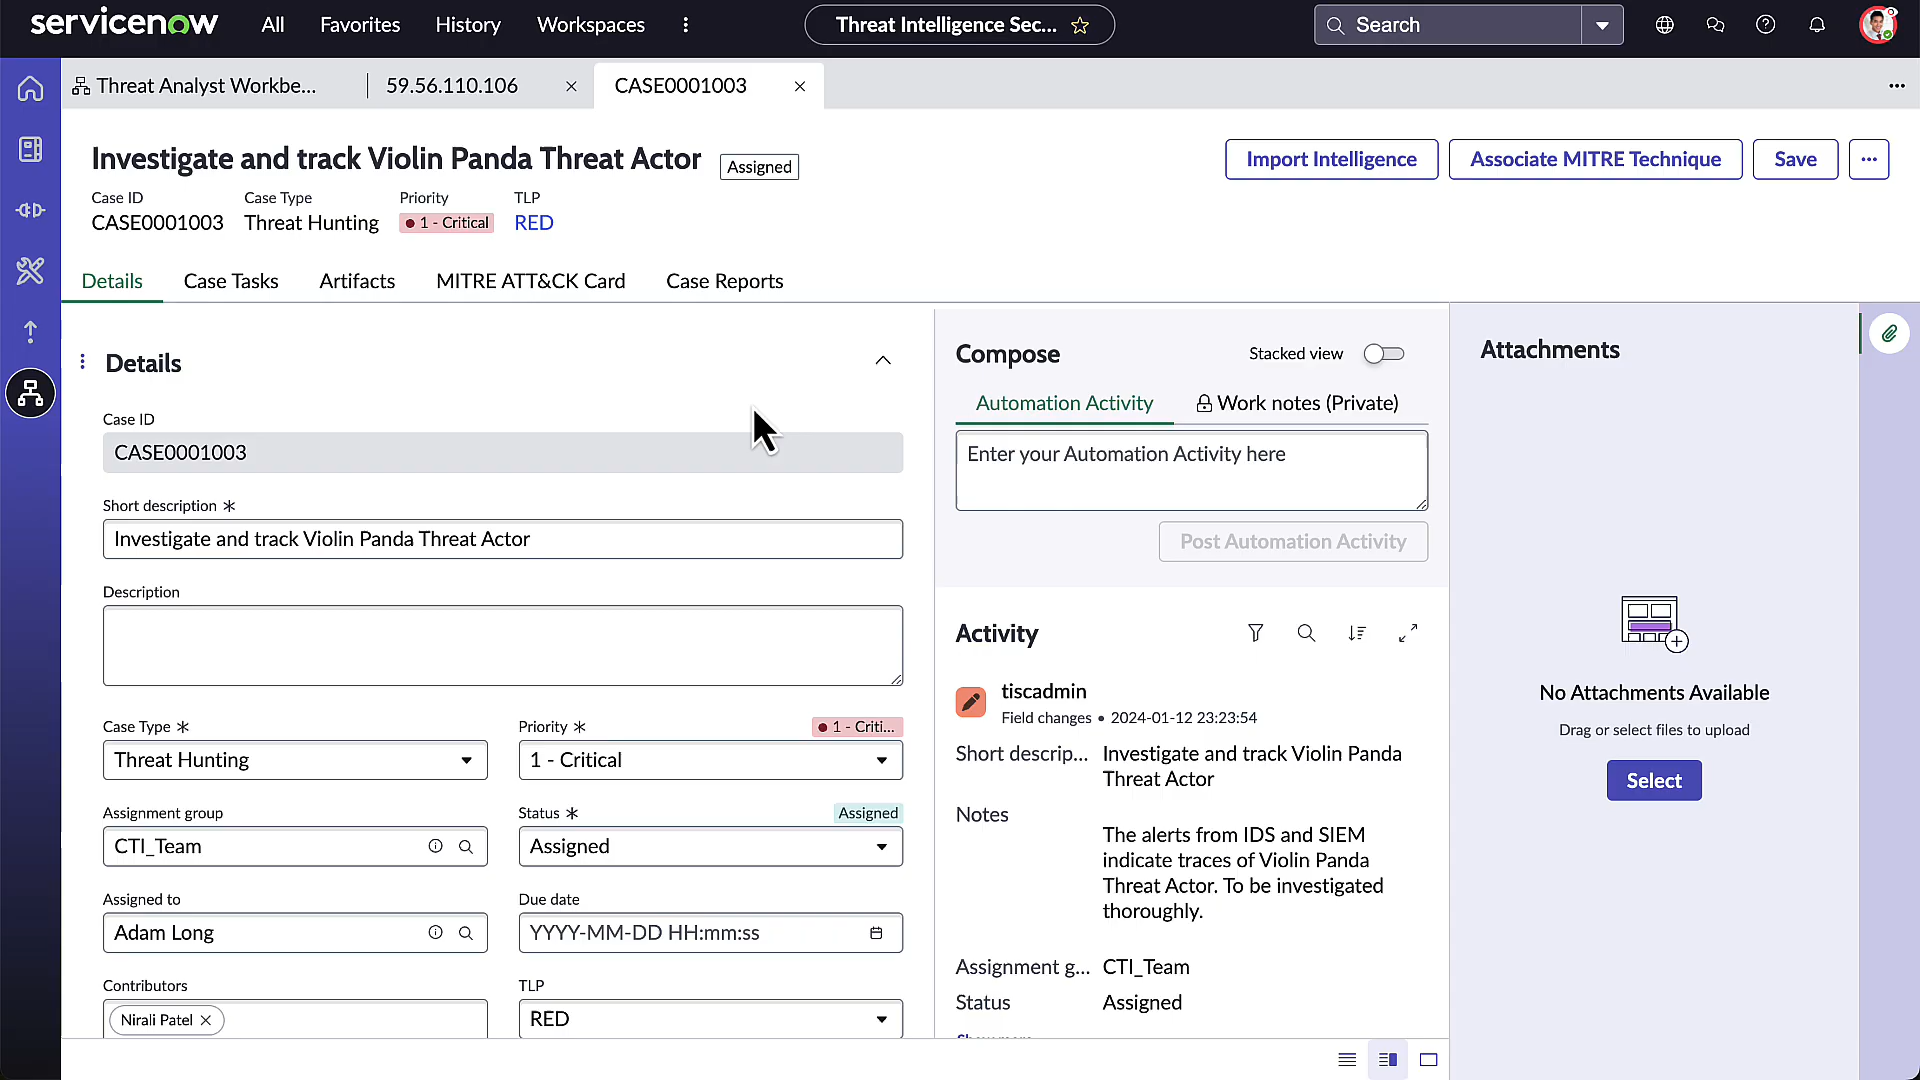 servicenow
All
Favorites
History
Workspaces
Threat Intelligence Sec...
Search
Threat Analyst Workbe...
59.56.110.106
CASE0001003
Investigate and track Violin Panda Threat Actor
Assigned
Import Intelligence
Associate MITRE Technique
Save
Case ID
Case Type
Priority
TLP
CASE0001003
Threat Hunting
1 - Critical
RED
Details
Case Tasks
Artifacts
MITRE ATT&CK Card
Case Reports
Details
Case ID
CASE0001003
Short description *
Investigate and track Violin Panda Threat Actor
Description
Case Type *
Threat Hunting
Priority *
1 - Criti...
1 - Critical
Assignment group
CTI_Team
Status *
Assigned
Assigned
Assigned to
Adam Long
Due date
YYYY-MM-DD HH:mm:ss
Contributors
Nirali Patel
TLP
RED
Compose
Stacked view
Automation Activity
Work notes (Private)
Enter your Automation Activity here
Post Automation Activity
Activity
tiscadmin
Field changes • 2024-01-12 23:23:54
Short descrip...
Investigate and track Violin Panda
Threat Actor
Notes
The alerts from IDS and SIEM
indicate traces of Violin Panda
Threat Actor. To be investigated
thoroughly.
Assignment g...
CTI_Team
Status
Assigned
Attachments
No Attachments Available
Drag or select files to upload
Select